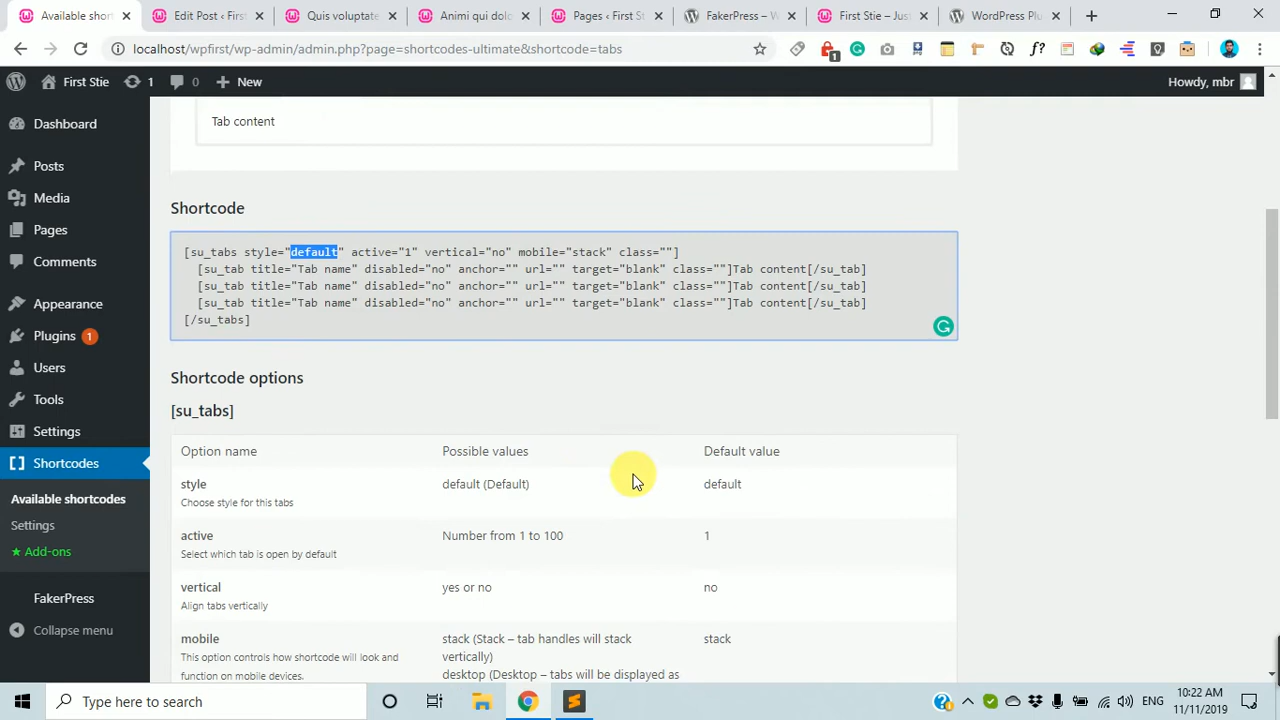 Available short
Edit Post ‹ First
Quis voluptate
Animi qui dolo
Pages ‹ First St
FakerPress – W
First Stie – Just
WordPress Plu
localhost/wpfirst/wp-admin/admin.php?page=shortcodes-ultimate&shortcode=tabs
First Stie
1
0
New
Howdy, mbr
Dashboard
Posts
Media
Pages
Comments
Appearance
Plugins 1
Users
Tools
Settings
Shortcodes
Available shortcodes
Settings
★ Add-ons
FakerPress
Collapse menu
Tab content
Shortcode
[su_tabs style="default" active="1" vertical="no" mobile="stack" class=""]
[su_tab title="Tab name" disabled="no" anchor="" url="" target="blank" class=""]Tab content[/su_tab]
[su_tab title="Tab name" disabled="no" anchor="" url="" target="blank" class=""]Tab content[/su_tab]
[su_tab title="Tab name" disabled="no" anchor="" url="" target="blank" class=""]Tab content[/su_tab]
[/su_tabs]
Shortcode options
[su_tabs]
Option name Possible values Default value
style default (Default) default
Choose style for this tabs
active Number from 1 to 100 1
Select which tab is open by default
vertical yes or no no
Align tabs vertically
mobile stack (Stack – tab handles will stack stack
vertically)
This option controls how shortcode will look and
desktop (Desktop – tabs will be displayed as
function on mobile devices.
Type here to search
ENG
10:22 AM
11/11/2019